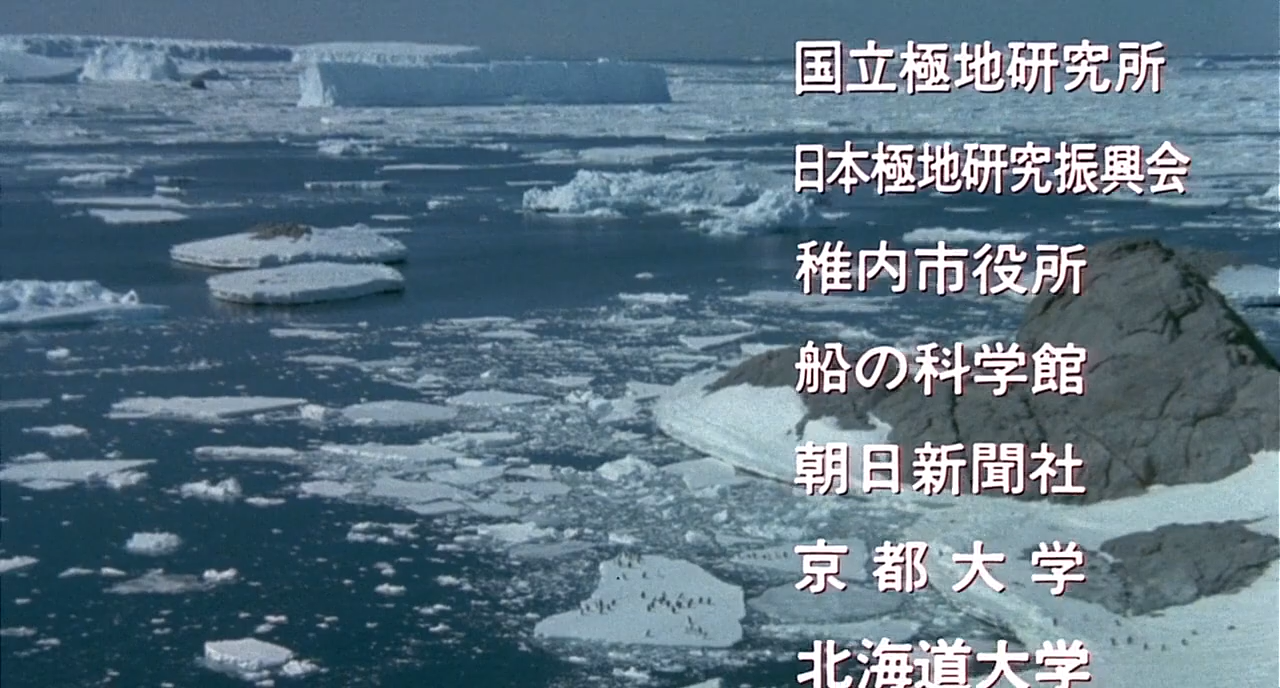 国立極地研究所
日本極地研究振興会
稚内市役所
船の科学館
朝日新聞社
京都大学
北海道大学